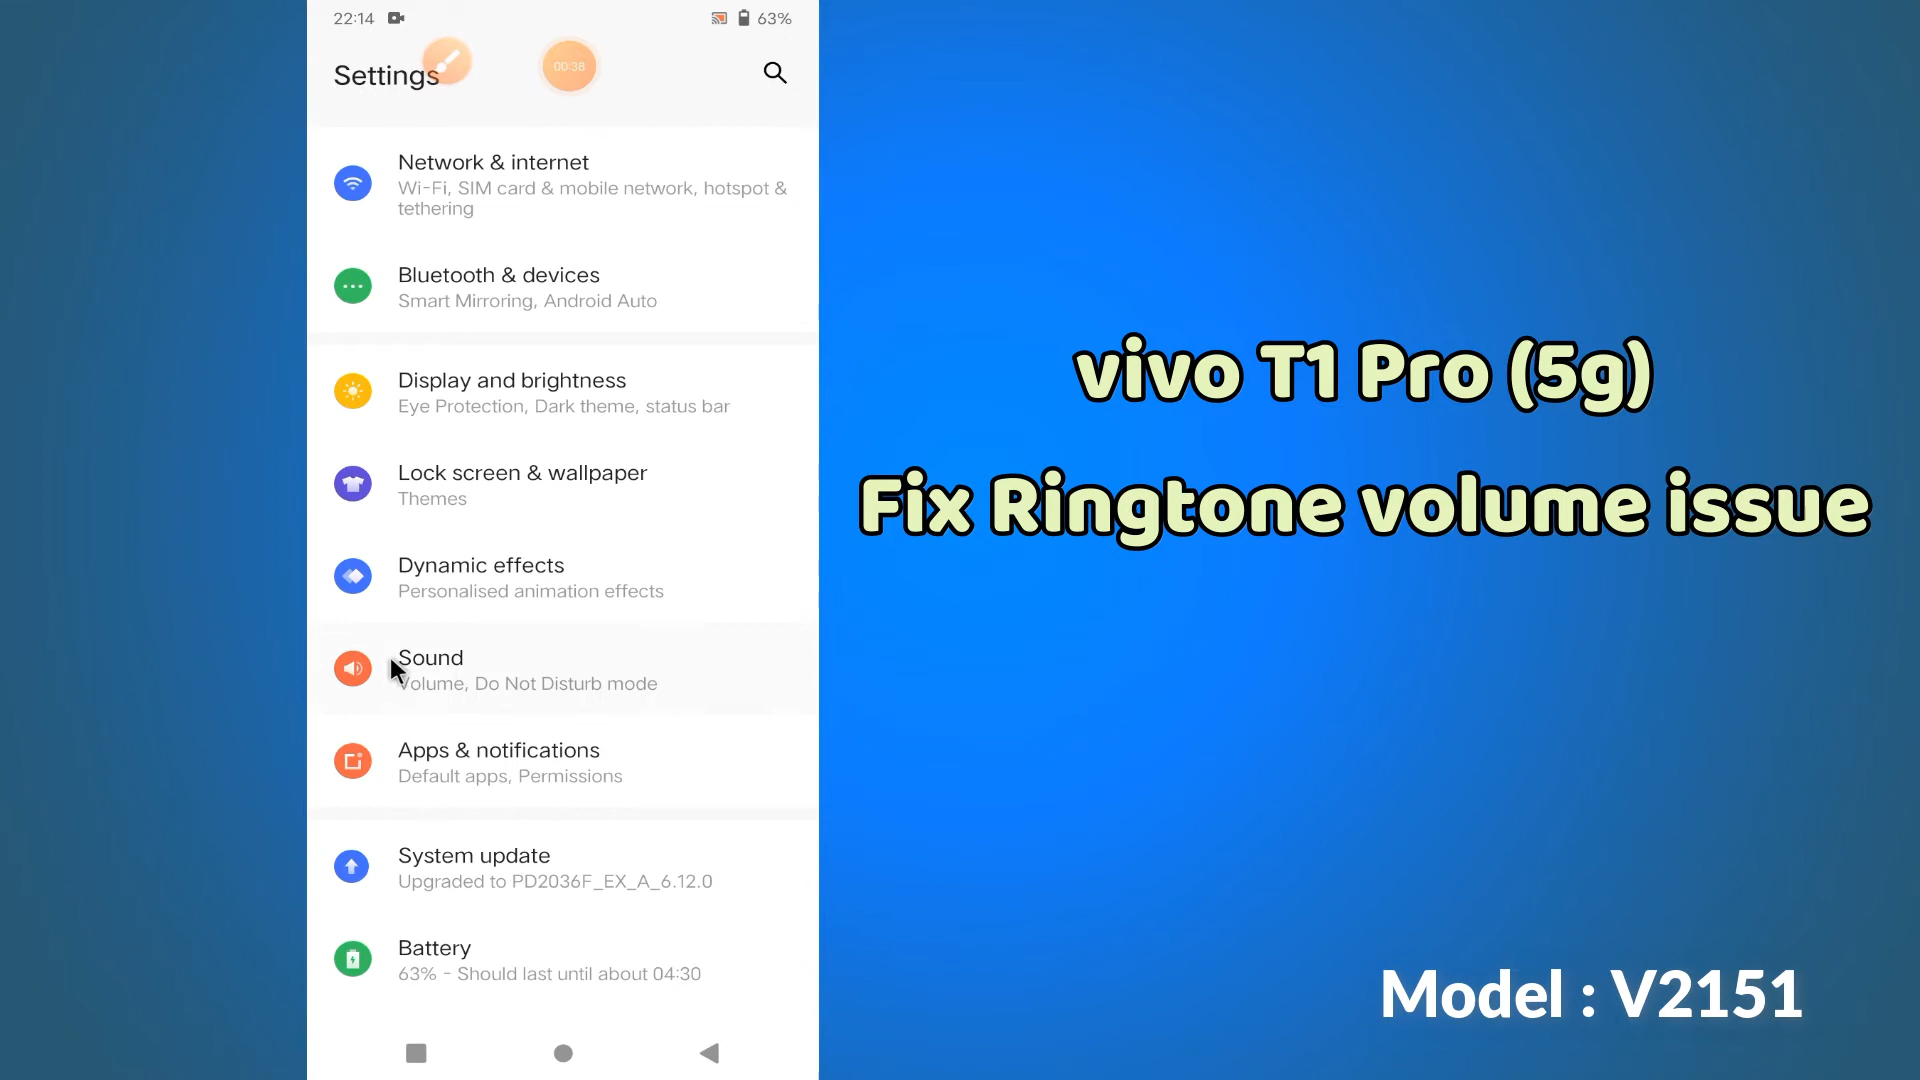 22:14
63%
Settings
00:38
Network & internet
Wi-Fi, SIM card & mobile network, hotspot &
tethering
Bluetooth & devices
Smart Mirroring, Android Auto
Display and brightness
Eye Protection, Dark theme, status bar
Lock screen & wallpaper
Themes
Dynamic effects
Personalised animation effects
Sound
Volume, Do Not Disturb mode
Apps & notifications
Default apps, Permissions
System update
Upgraded to PD2036F_EX_A_6.12.0
Battery
63% - Should last until about 04:30
vivo T1 Pro (5g)
Fix Ringtone volume issue
Model : V2151